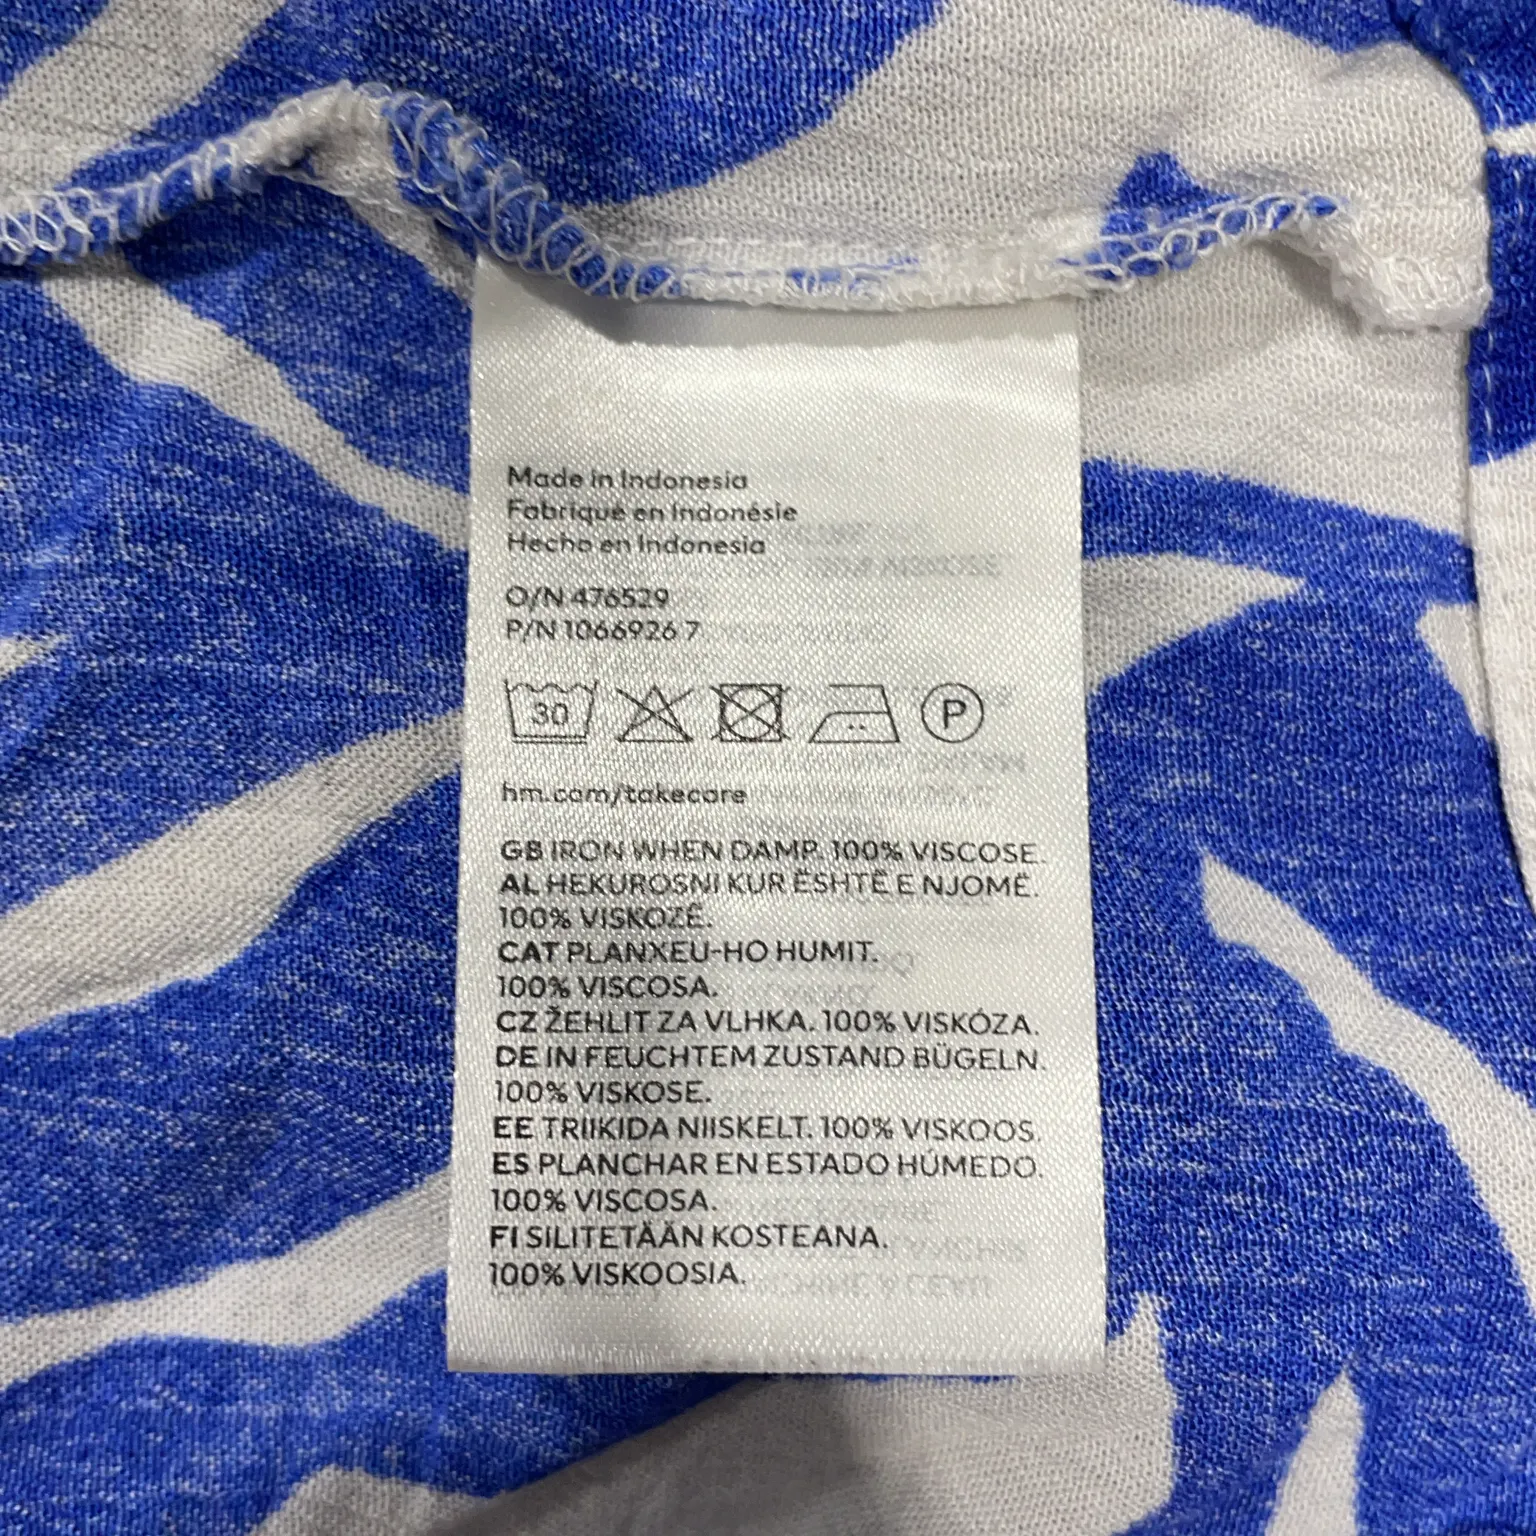 Made in Indonesia
Fabriqué en Indonésie
Hecho en Indonesia
O/N 476529
P/N 1066926 7
30 P
hm.com/takecare
GB IRON WHEN DAMP. 100% VISCOSE.
AL HEKUROSNI KUR ËSHTË E NJOMË.
100% VISKOZË.
CAT PLANXEU-HO HUMIT.
100% VISCOSA.
CZ ŽEHLIT ZA VLHKA. 100% VISKÓZA.
DE IN FEUCHTEM ZUSTAND BÜGELN.
100% VISKOSE.
EE TRIIKIDA NIISKELT. 100% VISKOOS.
ES PLANCHAR EN ESTADO HÚMEDO.
100% VISCOSA.
FI SILITETÄÄN KOSTEANA.
100% VISKOOSIA.